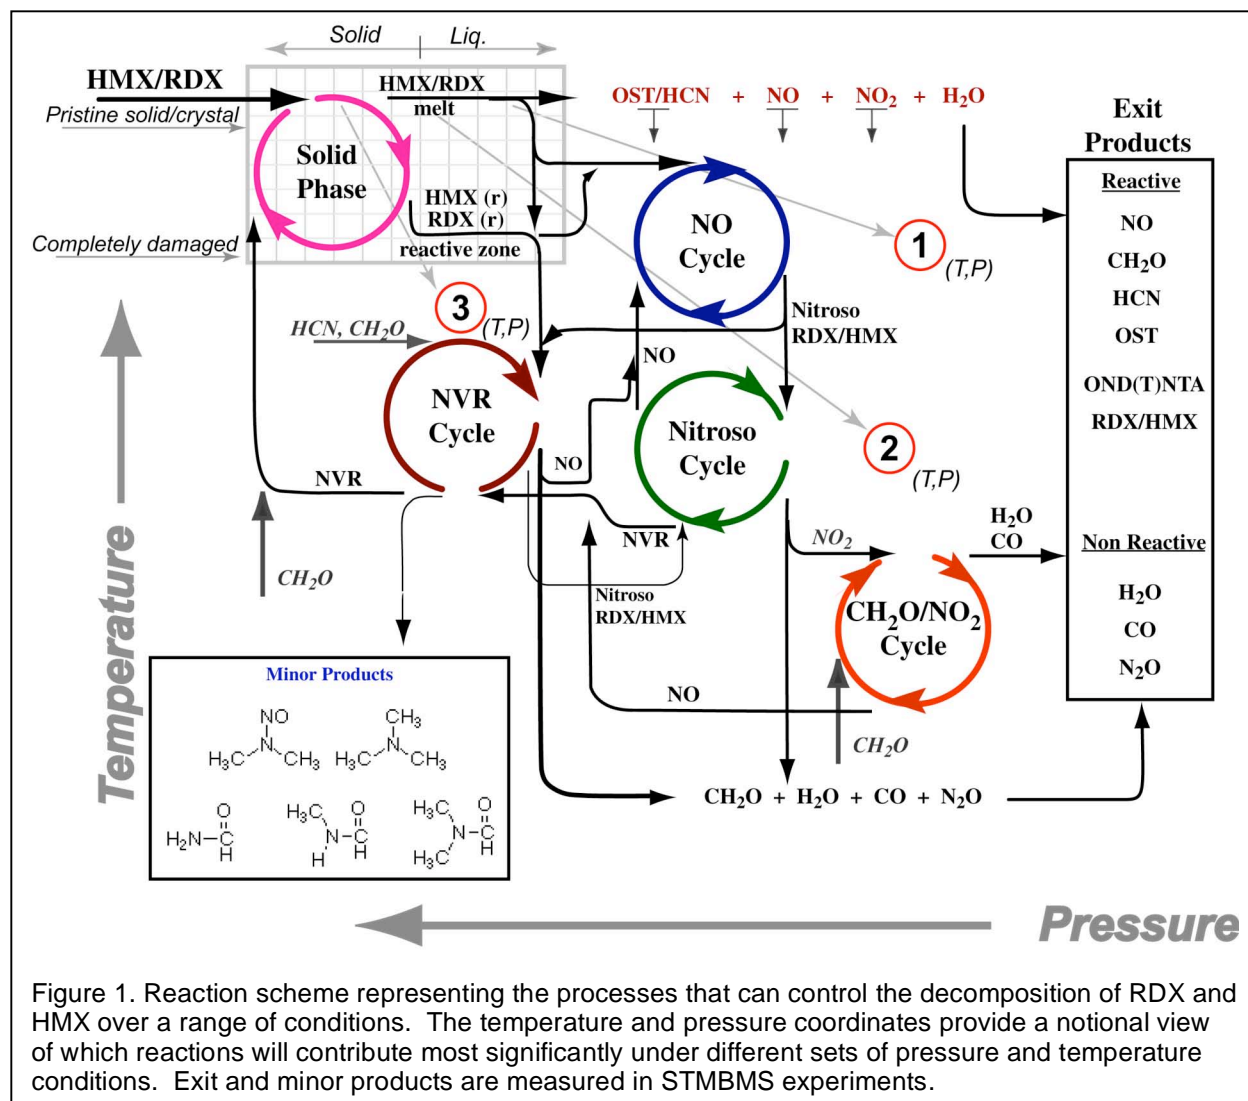 Solid
Liq.
HMX/RDX
Pristine solid/crystal
HMX/RDX
melt
OST/HCN + NO + NO2 + H2O
Solid
Phase
HMX (r)
RDX (r)
reactive zone
Completely damaged
NO
Cycle
1
(T,P)
Exit
Products
Reactive
NO
CH2O
HCN
OST
OND(T)NTA
RDX/HMX
Non Reactive
H2O
CO
N2O
3
(T,P)
HCN, CH2O
Nitroso
RDX/HMX
NO
NVR
Cycle
Nitroso
Cycle
2
(T,P)
NO
NVR
NVR
CH2O
Nitroso
RDX/HMX
NO2
H2O
CO
CH2O/NO2
Cycle
NO
CH2O
CH2O + H2O + CO + N2O
Temperature
Minor Products
NO
N
H3C
CH3
CH3
N
H3C
CH3
O
H2N
C
H
H3C
O
N
C
H
H
H3C
O
N
C
H3C
H
Pressure
Figure 1. Reaction scheme representing the processes that can control the decomposition of RDX and
HMX over a range of conditions. The temperature and pressure coordinates provide a notional view
of which reactions will contribute most significantly under different sets of pressure and temperature
conditions. Exit and minor products are measured in STMBMS experiments.